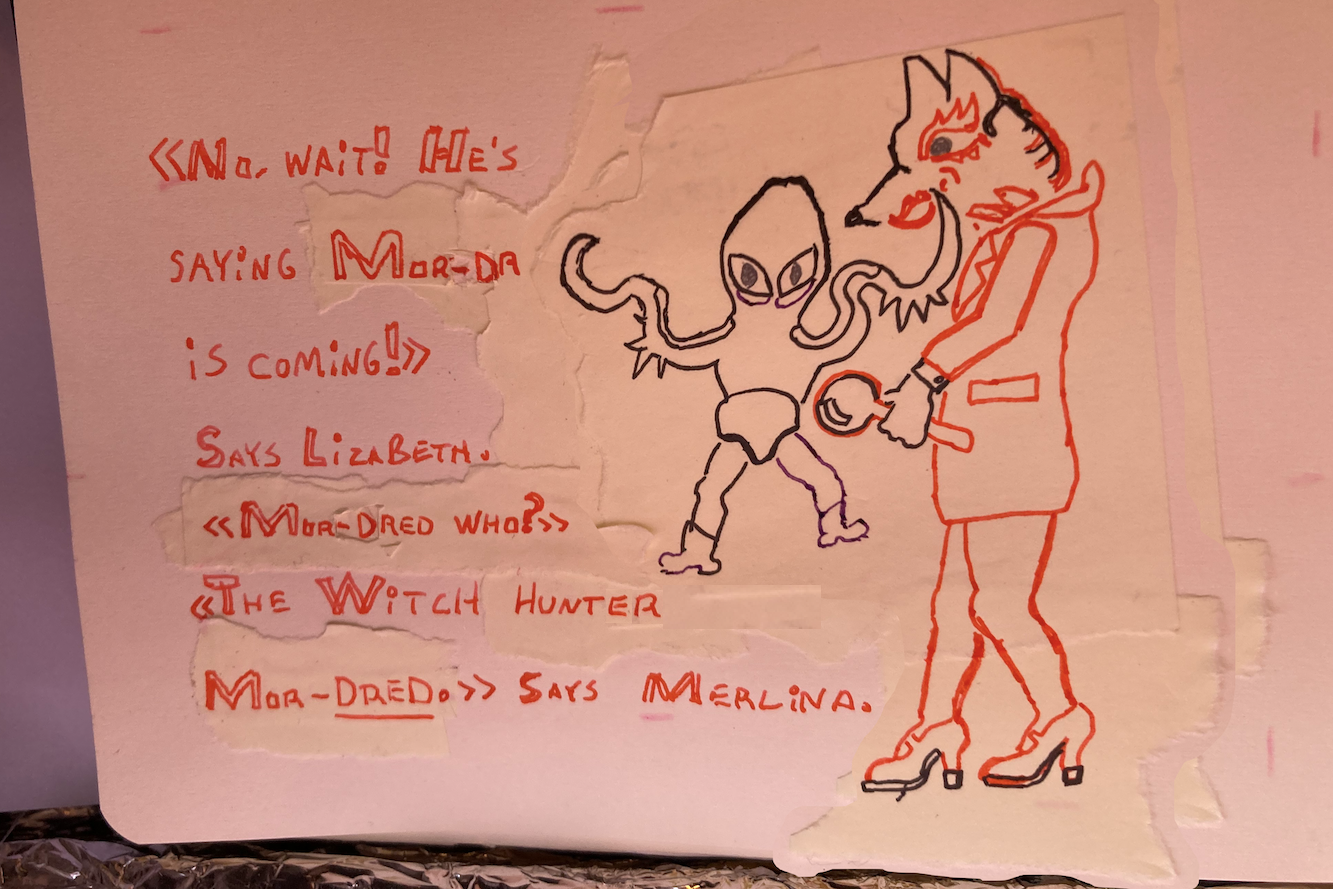 «No, wait! He's
saying Mor-da
is coming!»
Says Lizabeth.
«Mor-dred who?»
«The Witch Hunter
Mor-dred.» Says Merlina.